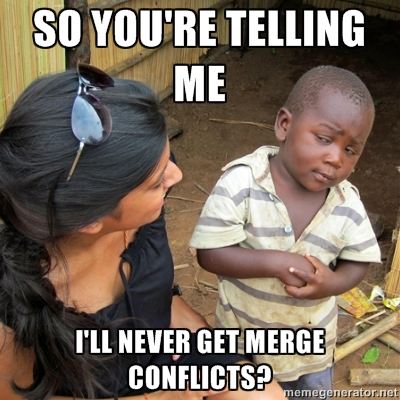 SO YOU'RE TELLING
ME
I'LL NEVER GET MERGE
CONFLICTS?
memegenerator.net